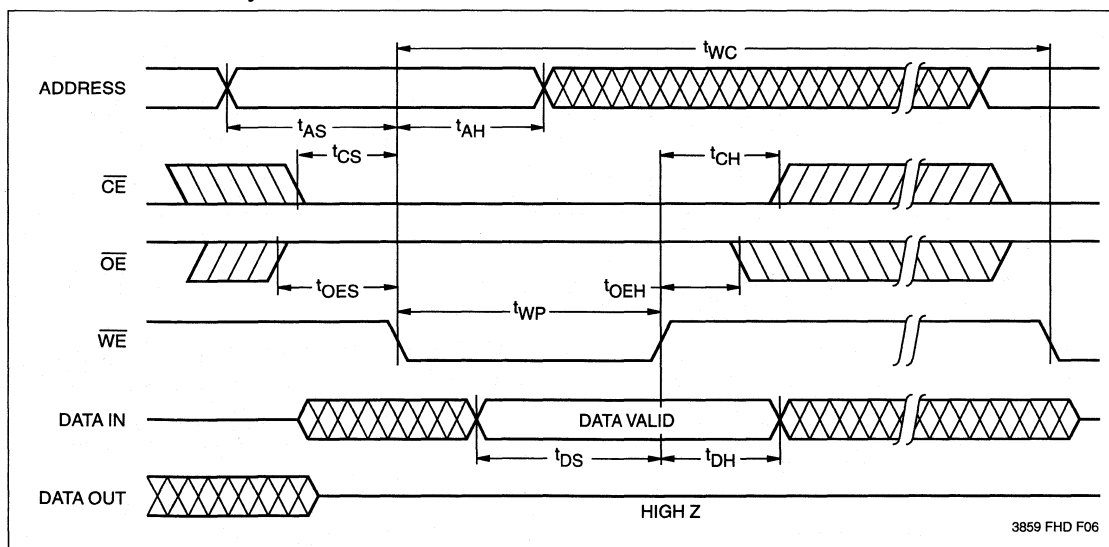 tWC
ADDRESS
tAS
tAH
tCS
tCH
CE
OE
tOES
tOEH
tWP
WE
DATA IN
DATA VALID
tDS
tDH
DATA OUT
HIGH Z
3859 FHD F06